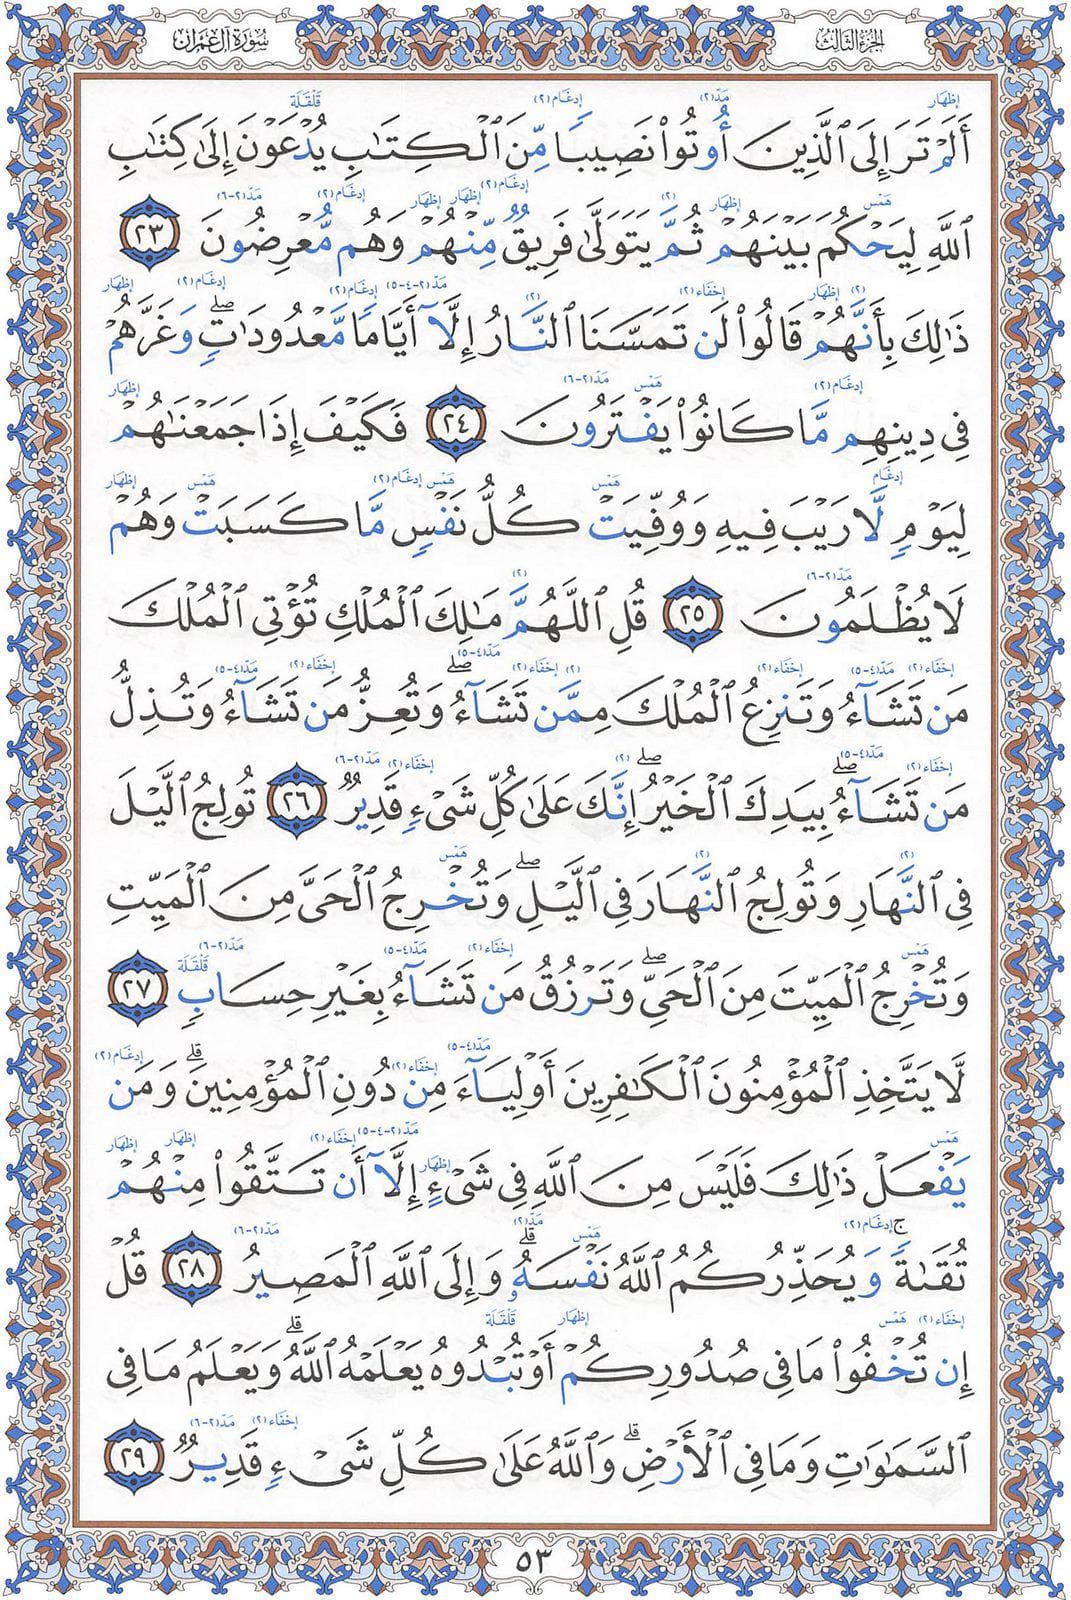 سورة آل عمران
الجزء الثالث
أَلَمْ تَرَ إِلَى ٱلَّذِينَ أُوتُوا۟ نَصِيبًا مِّنَ ٱلْكِتَٰبِ يُدْعَوْنَ إِلَىٰ كِتَٰبِ
ٱللَّهِ لِيَحْكُمَ بَيْنَهُمْ ثُمَّ يَتَوَلَّىٰ فَرِيقٌ مِّنْهُمْ وَهُم مُّعْرِضُونَ ٢٣
ذَٰلِكَ بِأَنَّهُمْ قَالُوا۟ لَن تَمَسَّنَا ٱلنَّارُ إِلَّآ أَيَّامًا مَّعْدُودَٰتٍۖ وَغَرَّهُمْ
فِى دِينِهِم مَّا كَانُوا۟ يَفْتَرُونَ ٢٤ فَكَيْفَ إِذَا جَمَعْنَٰهُمْ
لِيَوْمٍ لَّا رَيْبَ فِيهِ وَوُفِّيَتْ كُلُّ نَفْسٍ مَّا كَسَبَتْ وَهُمْ
لَا يُظْلَمُونَ ٢٥ قُلِ ٱللَّهُمَّ مَٰلِكَ ٱلْمُلْكِ تُؤْتِى ٱلْمُلْكَ
مَن تَشَآءُ وَتَنزِعُ ٱلْمُلْكَ مِمَّن تَشَآءُۖ وَتُعِزُّ مَن تَشَآءُ وَتُذِلُّ
مَن تَشَآءُۖ بِيَدِكَ ٱلْخَيْرُۖ إِنَّكَ عَلَىٰ كُلِّ شَىْءٍ قَدِيرٌ ٢٦ تُولِجُ ٱلَّيْلَ
فِى ٱلنَّهَارِ وَتُولِجُ ٱلنَّهَارَ فِى ٱلَّيْلِۖ وَتُخْرِجُ ٱلْحَىَّ مِنَ ٱلْمَيِّتِ
وَتُخْرِجُ ٱلْمَيِّتَ مِنَ ٱلْحَىِّۖ وَتَرْزُقُ مَن تَشَآءُ بِغَيْرِ حِسَابٍ ٢٧
لَّا يَتَّخِذِ ٱلْمُؤْمِنُونَ ٱلْكَٰفِرِينَ أَوْلِيَآءَ مِن دُونِ ٱلْمُؤْمِنِينَۗ وَمَن
يَفْعَلْ ذَٰلِكَ فَلَيْسَ مِنَ ٱللَّهِ فِى شَىْءٍ إِلَّآ أَن تَتَّقُوا۟ مِنْهُمْ
تُقَىٰةًۚ وَيُحَذِّرُكُمُ ٱللَّهُ نَفْسَهُۥۗ وَإِلَى ٱللَّهِ ٱلْمَصِيرُ ٢٨ قُلْ
إِن تُخْفُوا۟ مَا فِى صُدُورِكُمْ أَوْ تُبْدُوهُ يَعْلَمْهُ ٱللَّهُۗ وَيَعْلَمُ مَا فِى
ٱلسَّمَٰوَٰتِ وَمَا فِى ٱلْأَرْضِۗ وَٱللَّهُ عَلَىٰ كُلِّ شَىْءٍ قَدِيرٌ ٢٩
٥٣